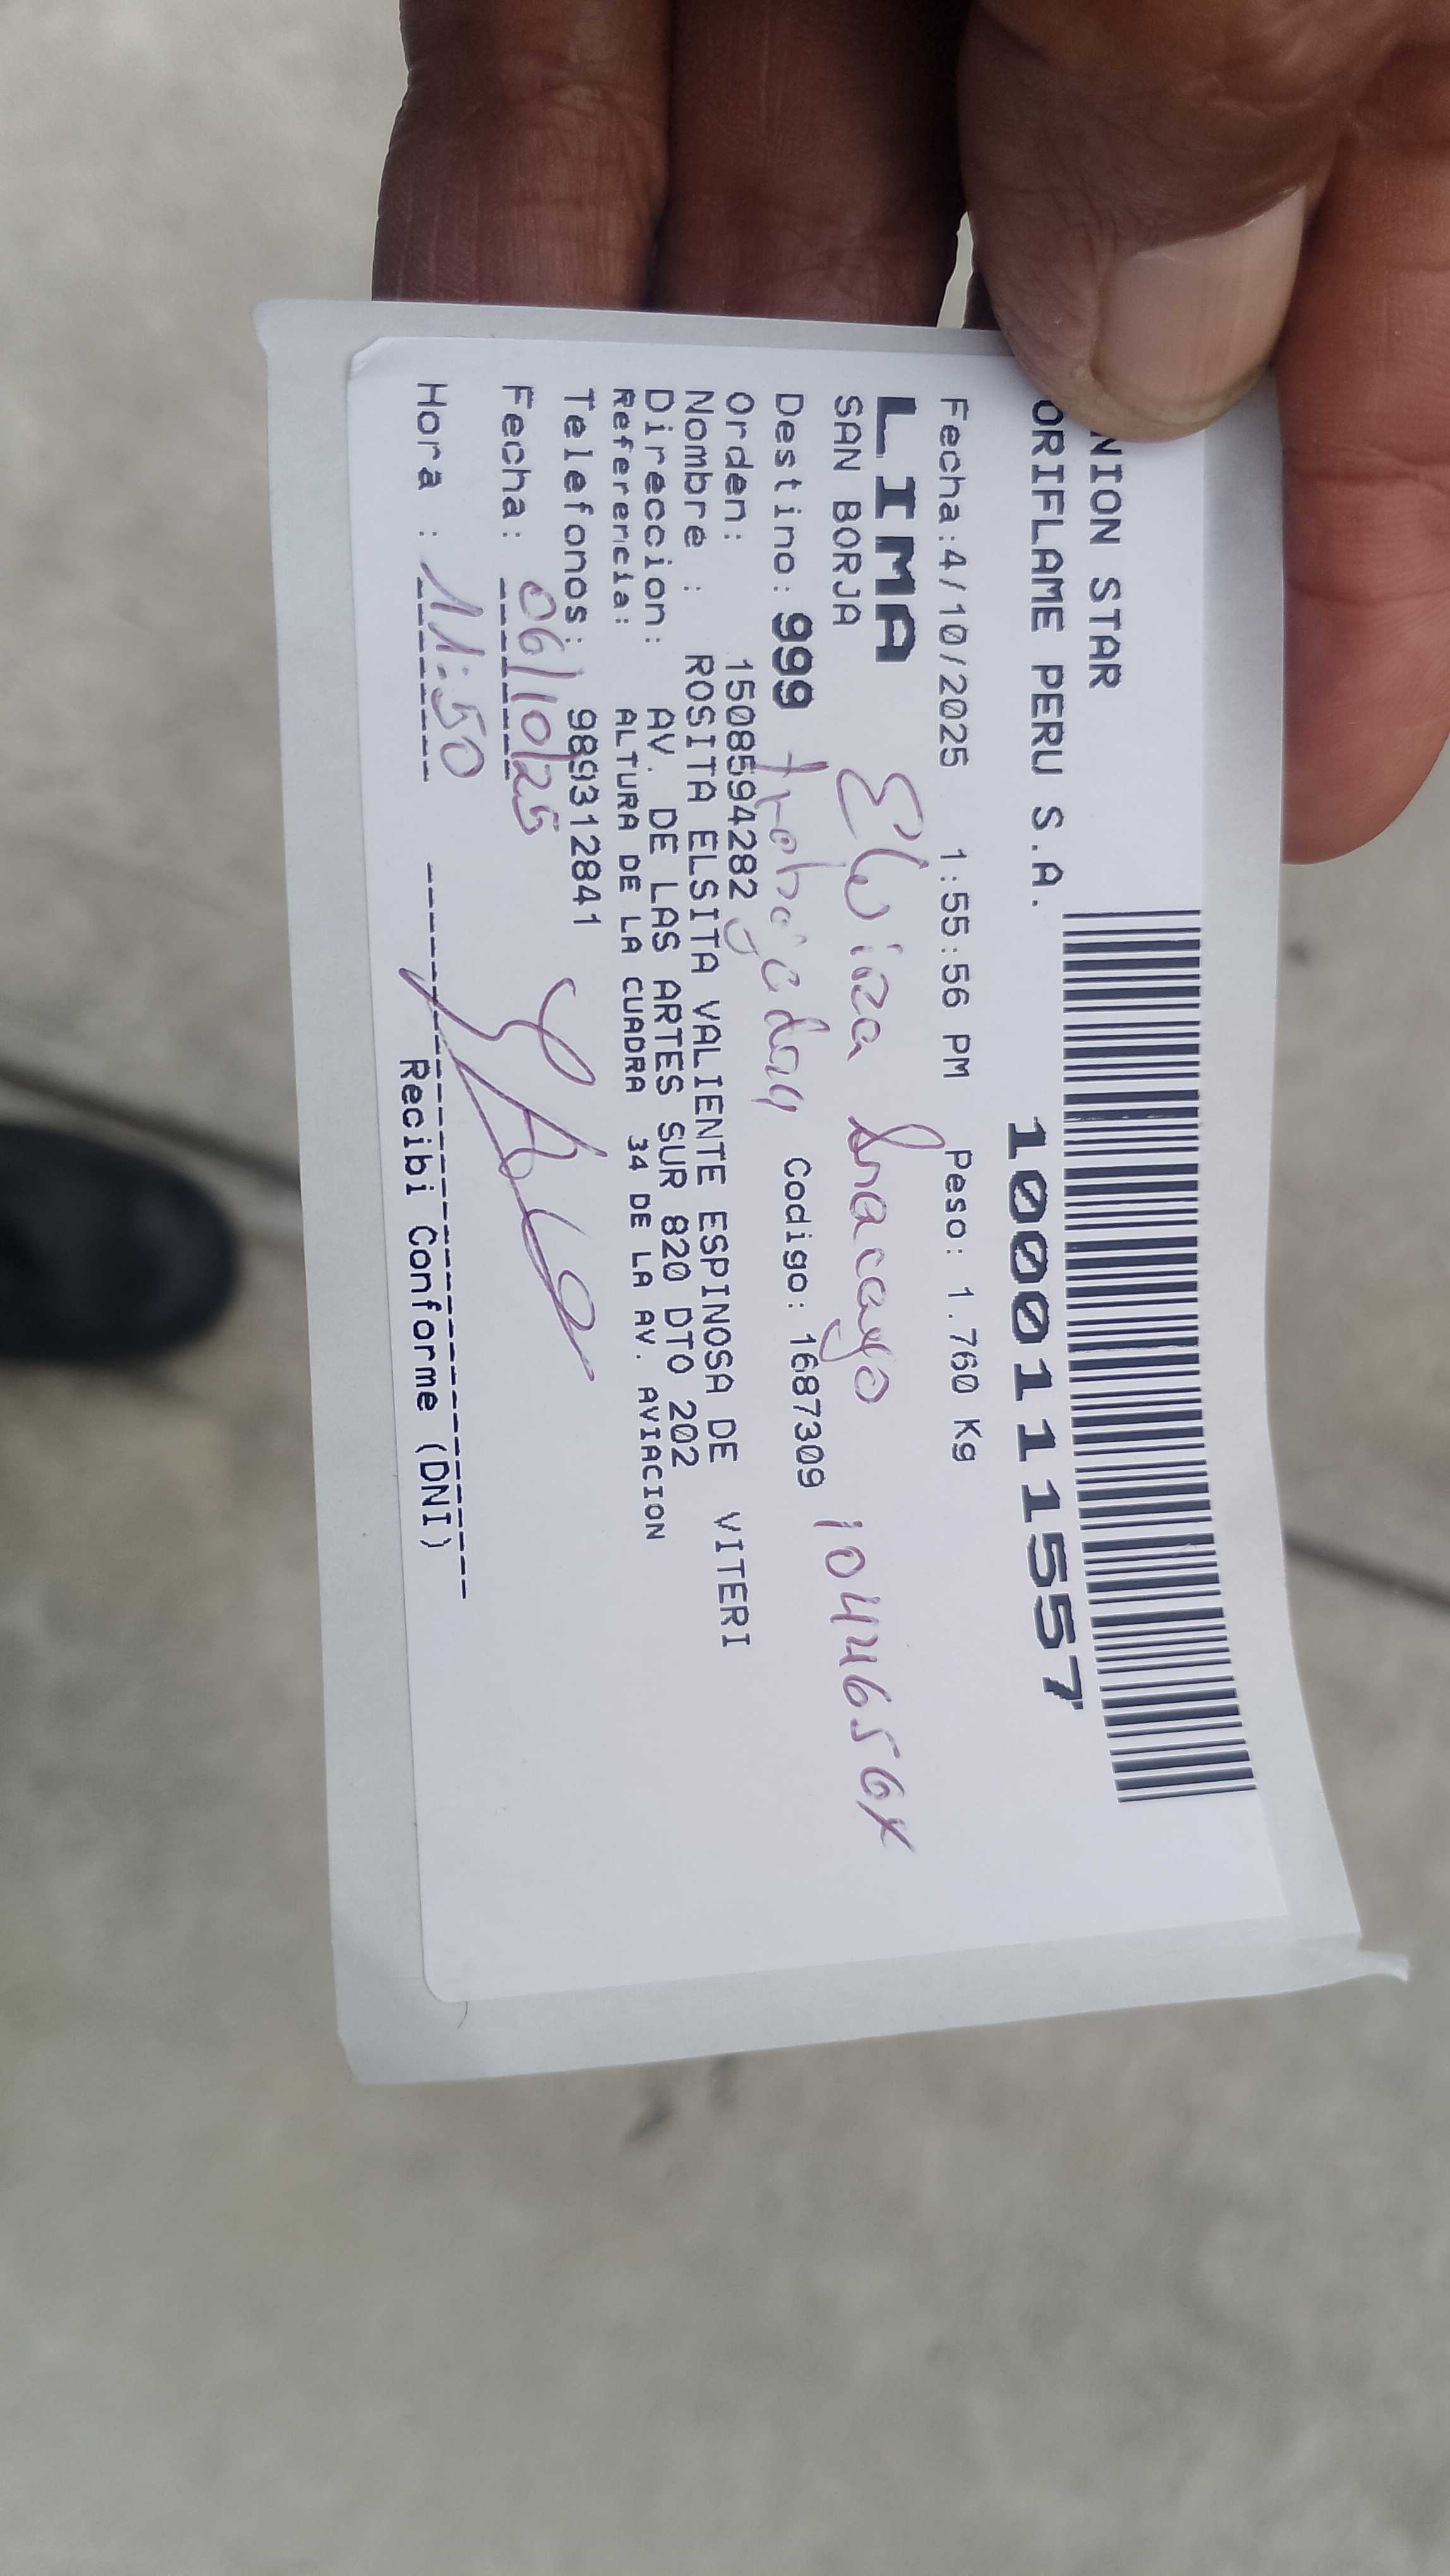 NION STAR
ORIFLAME PERU S.A.
10001111557
Fecha:4/10/2025 1:55:56 PM Peso: 1.760 Kg
LIMA
SAN BORJA
Destino: 999 Codigo: 1687309
Orden: 1508594282
Nombre : ROSITA ELSITA VALIENTE ESPINOSA DE VITERI
Direccion: AV. DE LAS ARTES SUR 820 DTO 202
Referencia: ALTURA DE LA CUADRA 34 DE LA AV. AVIACION
Telefonos: 989312841
Fecha: 06/10/25
Hora : 11:50
Recibi Conforme (DNI)